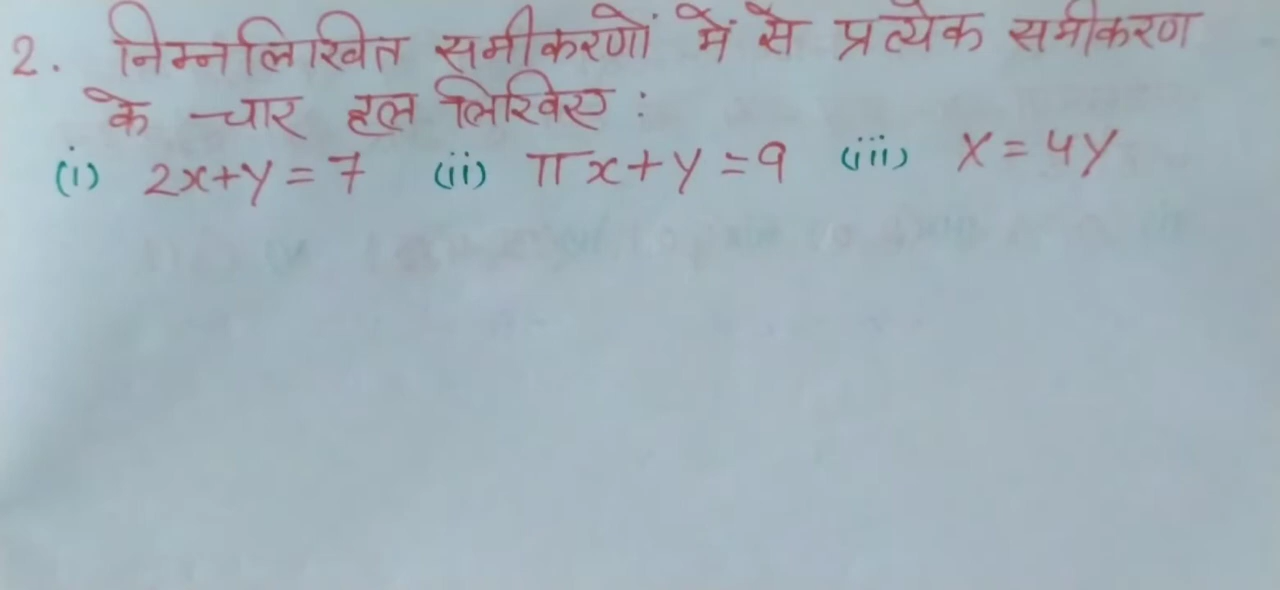 2. निम्नलिखित समीकरणों में से प्रत्येक समीकरण
के चार हल लिखिए :
(i) 2x+y=7 (ii) πx+y=9 (iii) x=4y